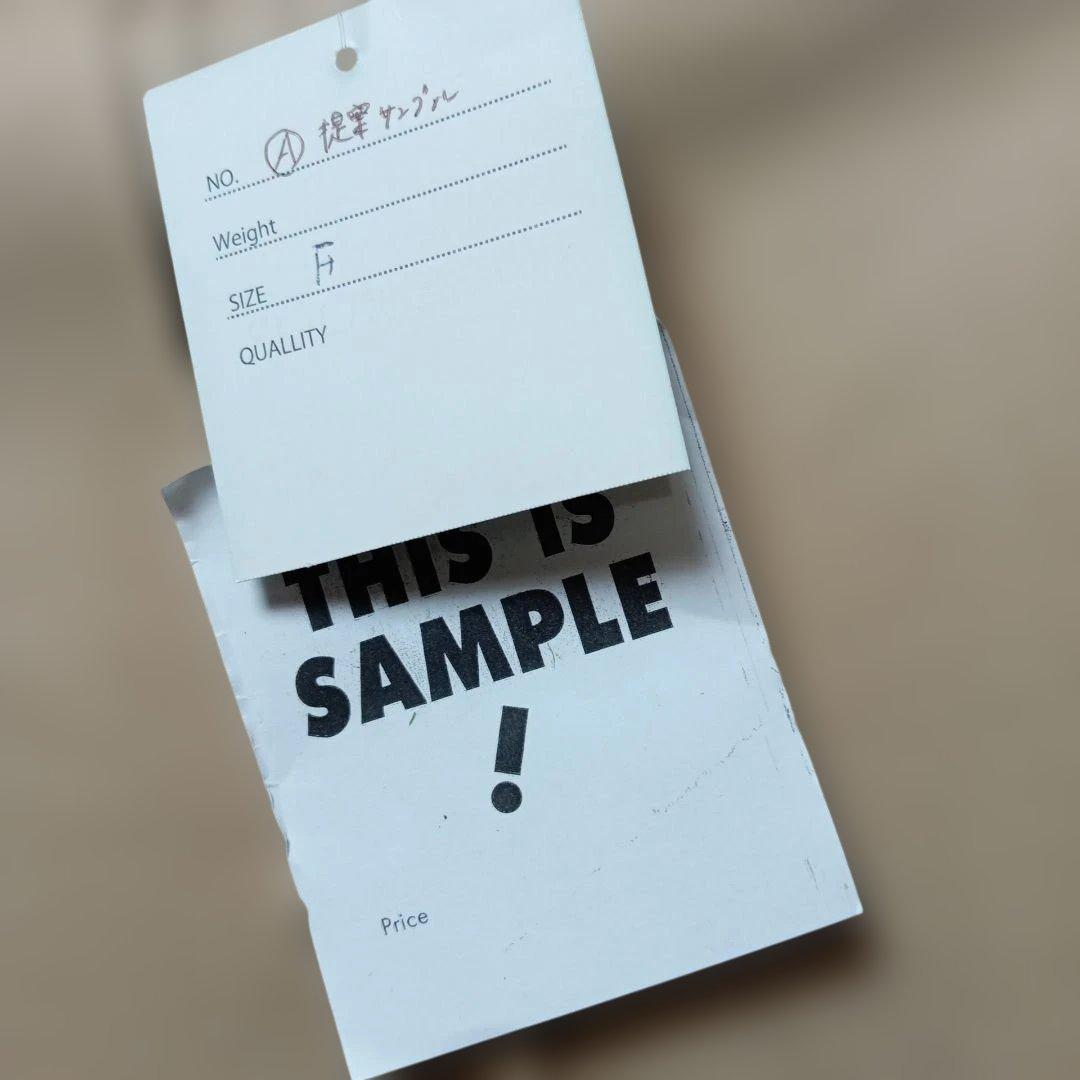 NO. Ⓐ 提案サンプル
Weight
SIZE F
QUALLITY
THIS IS
SAMPLE
!
Price